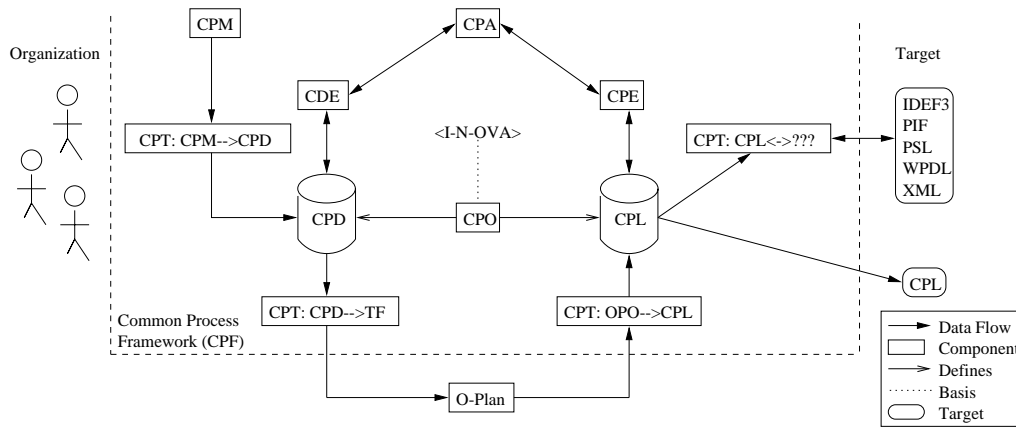 CPM
CPA
Organization
Target
CDE
CPE
IDEF3
PIF
PSL
WPDL
XML
<I-N-OVA>
CPT: CPM-->CPD
CPT: CPL<->???
CPD
CPO
CPL
CPL
CPT: CPD-->TF
CPT: OPO-->CPL
Common Process
Framework (CPF)
O-Plan
Data Flow
Component
Defines
Basis
Target